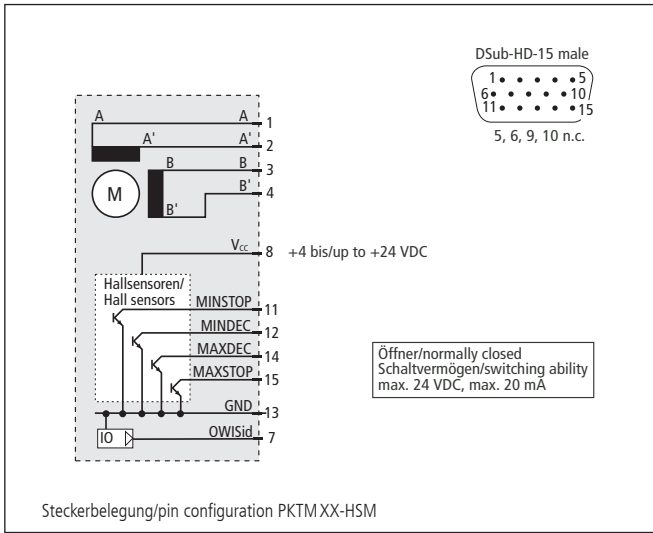 DSub-HD-15 male
1 5
6 10
11 15
5, 6, 9, 10 n.c.
A A 1
A' A' 2
B B 3
M B' 4
B'
Vcc 8 +4 bis/up to +24 VDC
Hallsensoren/
Hall sensors
MINSTOP 11
MINDEC 12
MAXDEC 14
MAXSTOP 15
Öffner/normally closed
Schaltvermögen/switching ability
max. 24 VDC, max. 20 mA
GND 13
IO OWISid 7
Steckerbelegung/pin configuration PKTM XX-HSM